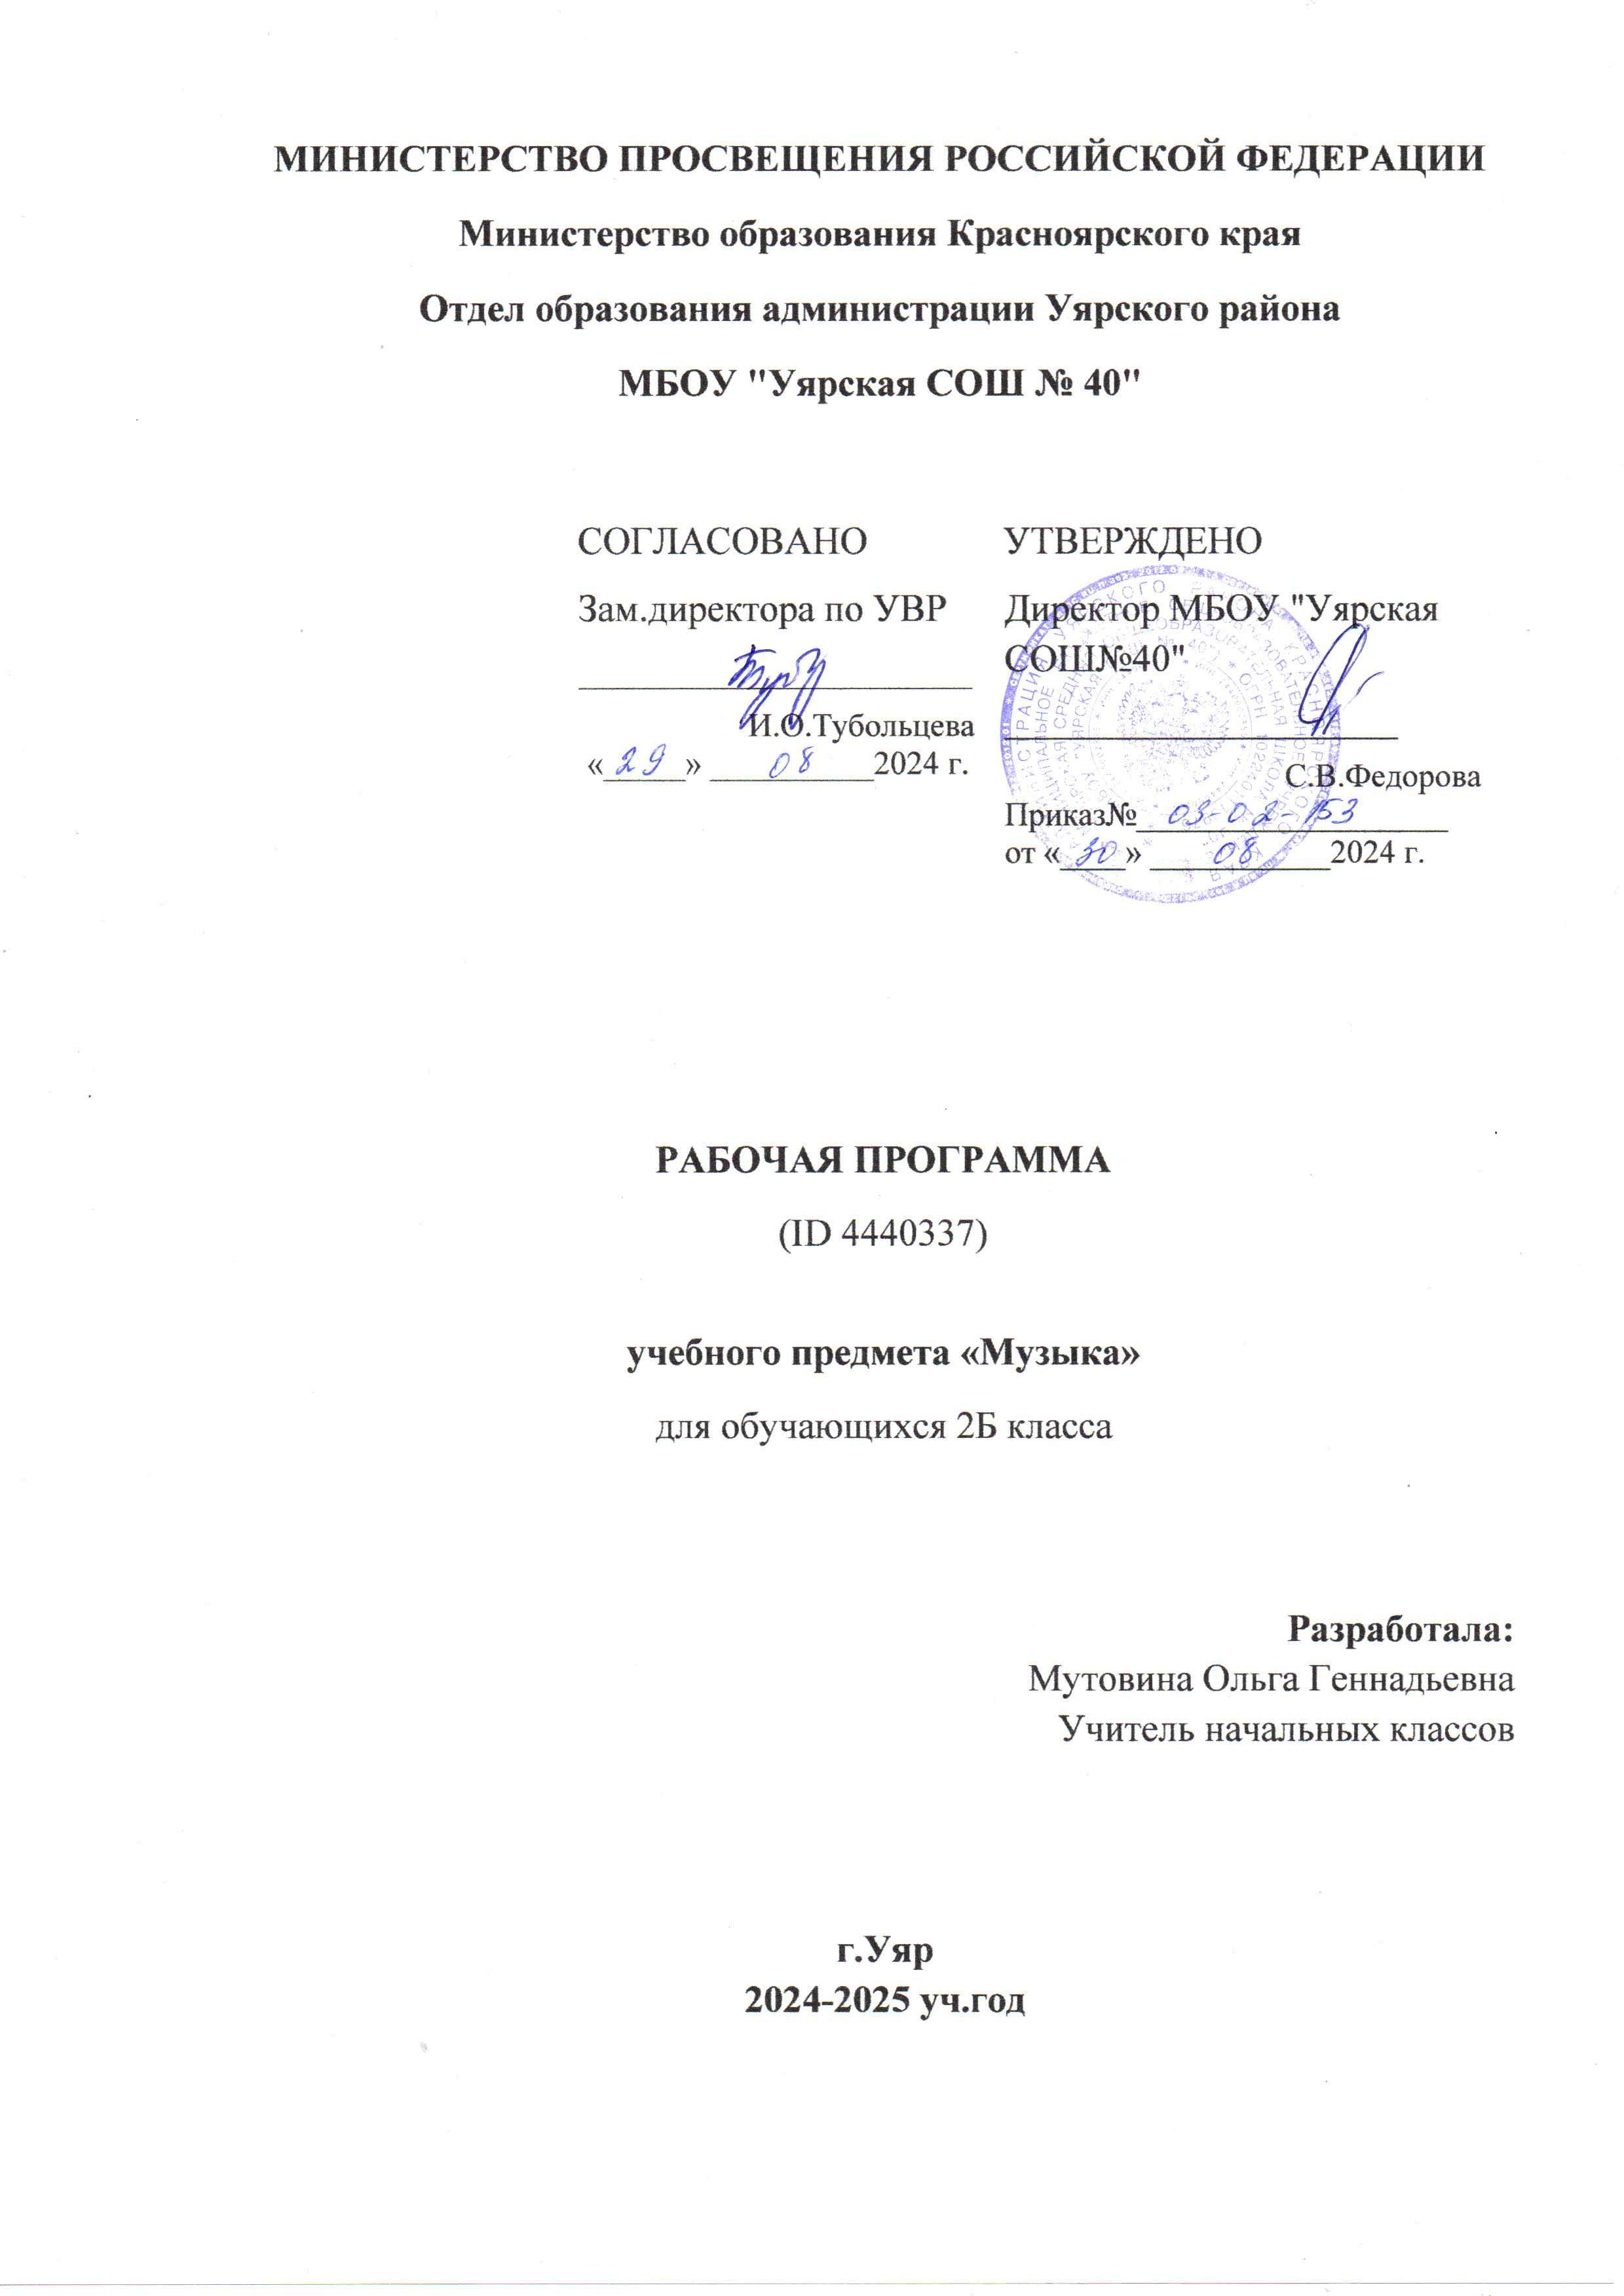 МИНИСТЕРСТВО ПРОСВЕЩЕНИЯ РОССИЙСКОЙ ФЕДЕРАЦИИ
Министерство образования Красноярского края
Отдел образования администрации Уярского района
МБОУ "Уярская СОШ № 40"
СОГЛАСОВАНО
Зам.директора по УВР
И.О.Тубольцева
«29» 08 2024 г.
УТВЕРЖДЕНО
Директор МБОУ "Уярская
СОШ№40"
С.В.Федорова
Приказ№ 03-02-153
от «30» 08 2024 г.
РАБОЧАЯ ПРОГРАММА
(ID 4440337)
учебного предмета «Музыка»
для обучающихся 2Б класса
Разработала:
Мутовина Ольга Геннадьевна
Учитель начальных классов
г.Уяр
2024-2025 уч.год